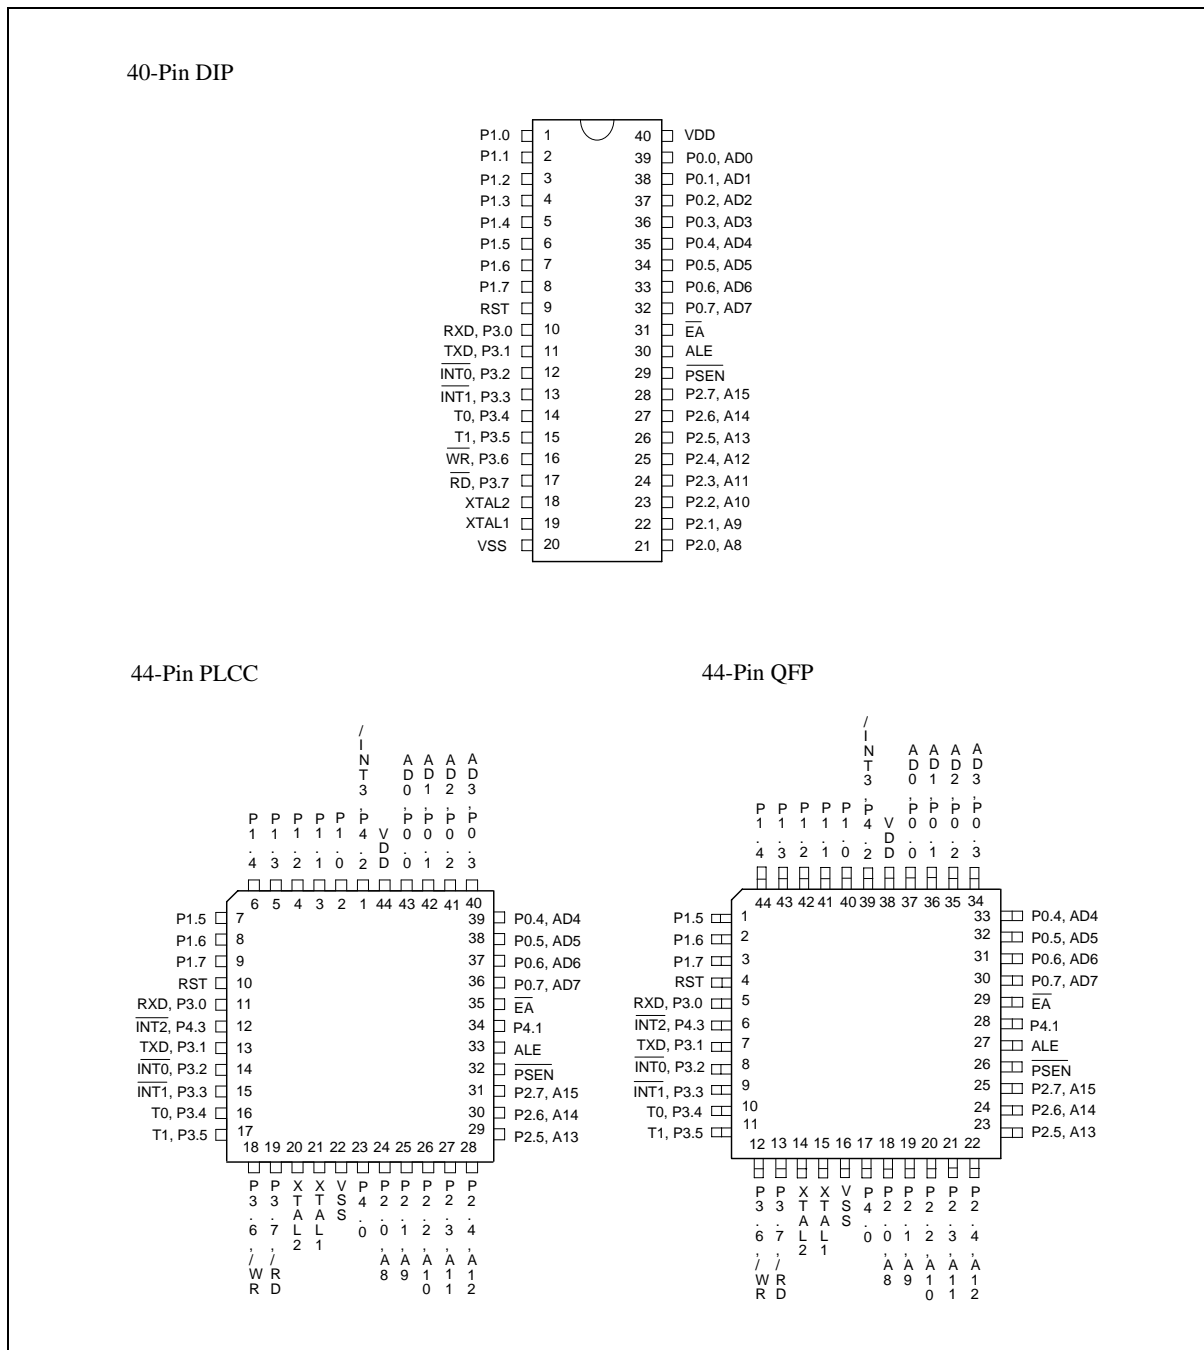 40-Pin DIP
P1.0 1 40 VDD
P1.1 2 39 P0.0, AD0
P1.2 3 38 P0.1, AD1
P1.3 4 37 P0.2, AD2
P1.4 5 36 P0.3, AD3
P1.5 6 35 P0.4, AD4
P1.6 7 34 P0.5, AD5
P1.7 8 33 P0.6, AD6
RST 9 32 P0.7, AD7
RXD, P3.0 10 31 EA
TXD, P3.1 11 30 ALE
INT0, P3.2 12 29 PSEN
INT1, P3.3 13 28 P2.7, A15
T0, P3.4 14 27 P2.6, A14
T1, P3.5 15 26 P2.5, A13
WR, P3.6 16 25 P2.4, A12
RD, P3.7 17 24 P2.3, A11
XTAL2 18 23 P2.2, A10
XTAL1 19 22 P2.1, A9
VSS 20 21 P2.0, A8
44-Pin PLCC
P1.4
P1.3
P1.2
P1.1
P1.0
/INT3, P4.2
VDD
AD0, P0.0
AD1, P0.1
AD2, P0.2
AD3, P0.3
6 5 4 3 2 1 44 43 42 41 40
P1.5 7 39 P0.4, AD4
P1.6 8 38 P0.5, AD5
P1.7 9 37 P0.6, AD6
RST 10 36 P0.7, AD7
RXD, P3.0 11 35 EA
INT2, P4.3 12 34 P4.1
TXD, P3.1 13 33 ALE
INT0, P3.2 14 32 PSEN
INT1, P3.3 15 31 P2.7, A15
T0, P3.4 16 30 P2.6, A14
T1, P3.5 17 29 P2.5, A13
18 19 20 21 22 23 24 25 26 27 28
P3.6, /WR
P3.7, /RD
XTAL2
XTAL1
VSS
P4.0
P2.0, A8
P2.1, A9
P2.2, A10
P2.3, A11
P2.4, A12
44-Pin QFP
P1.4
P1.3
P1.2
P1.1
P1.0
/INT3, P4.2
VDD
AD0, P0.0
AD1, P0.1
AD2, P0.2
AD3, P0.3
44 43 42 41 40 39 38 37 36 35 34
P1.5 1 33 P0.4, AD4
P1.6 2 32 P0.5, AD5
P1.7 3 31 P0.6, AD6
RST 4 30 P0.7, AD7
RXD, P3.0 5 29 EA
INT2, P4.3 6 28 P4.1
TXD, P3.1 7 27 ALE
INT0, P3.2 8 26 PSEN
INT1, P3.3 9 25 P2.7, A15
T0, P3.4 10 24 P2.6, A14
T1, P3.5 11 23 P2.5, A13
12 13 14 15 16 17 18 19 20 21 22
P3.6, /WR
P3.7, /RD
XTAL2
XTAL1
VSS
P4.0
P2.0, A8
P2.1, A9
P2.2, A10
P2.3, A11
P2.4, A12